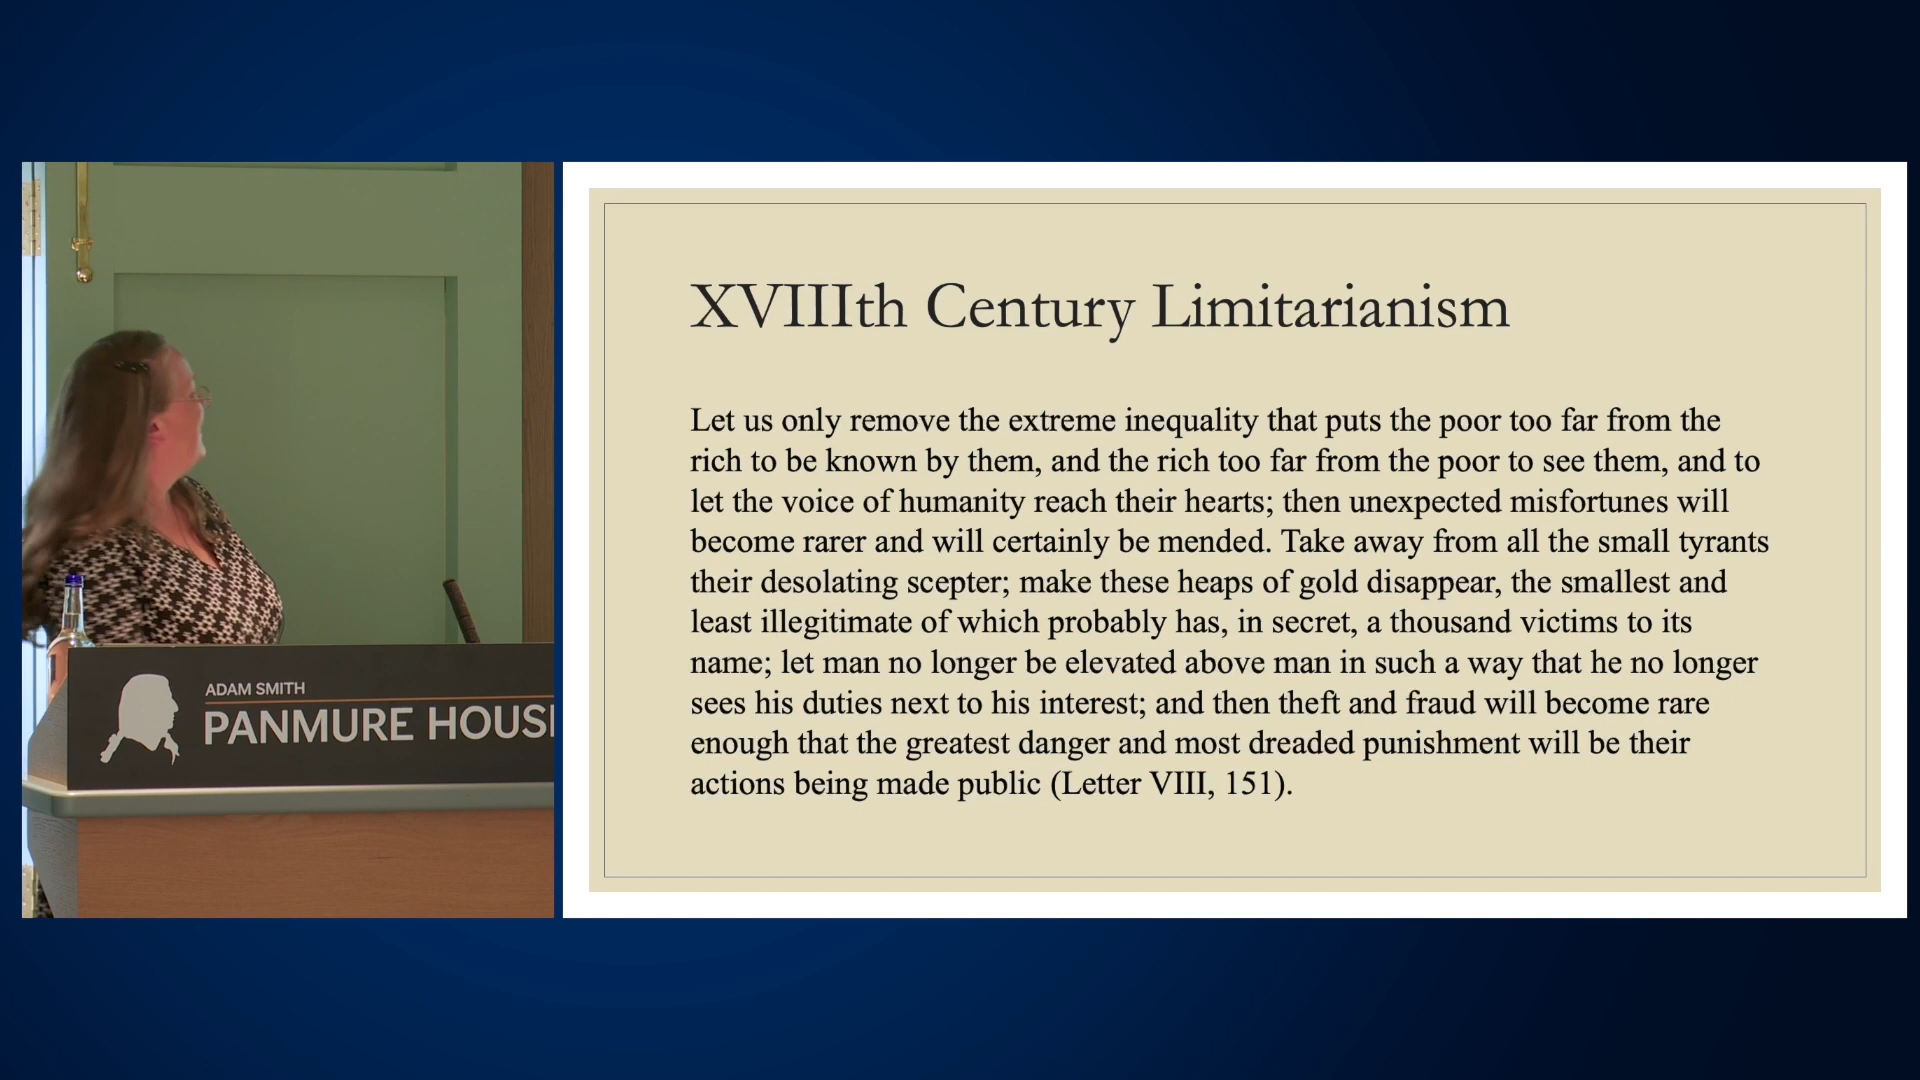 ADAM SMITH
PANMURE HOUS
XVIIIth Century Limitarianism
Let us only remove the extreme inequality that puts the poor too far from the
rich to be known by them, and the rich too far from the poor to see them, and to
let the voice of humanity reach their hearts; then unexpected misfortunes will
become rarer and will certainly be mended. Take away from all the small tyrants
their desolating scepter; make these heaps of gold disappear, the smallest and
least illegitimate of which probably has, in secret, a thousand victims to its
name; let man no longer be elevated above man in such a way that he no longer
sees his duties next to his interest; and then theft and fraud will become rare
enough that the greatest danger and most dreaded punishment will be their
actions being made public (Letter VIII, 151).